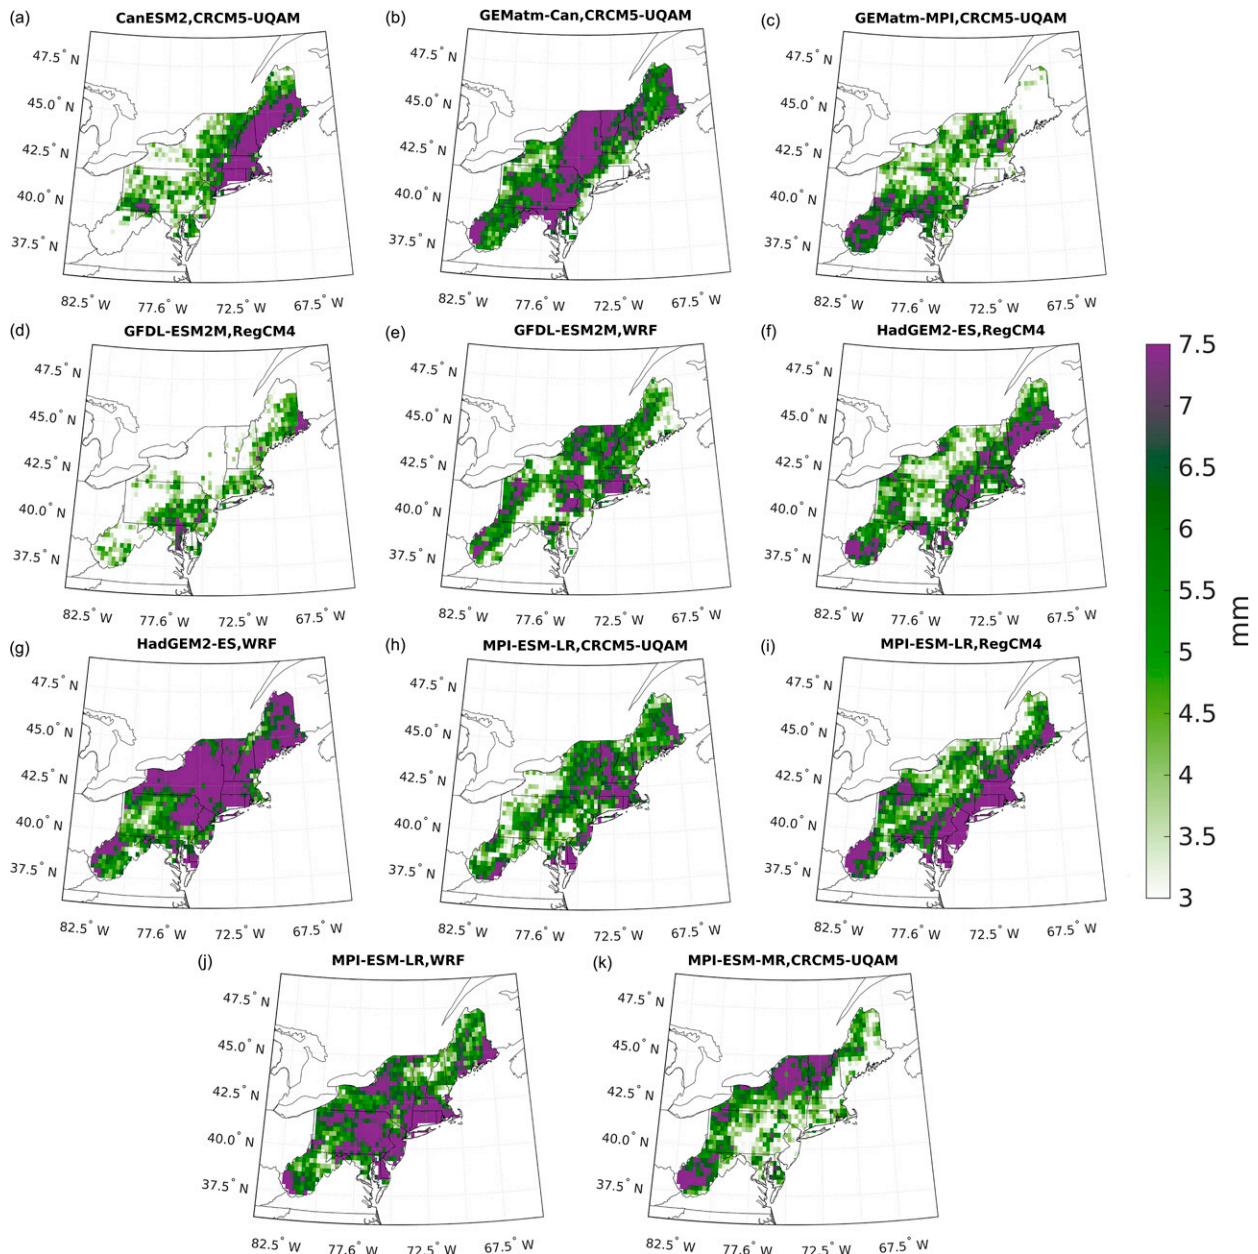 (a) CanESM2,CRCM5-UQAM
(b) GEMatm-Can,CRCM5-UQAM
(c) GEMatm-MPI,CRCM5-UQAM
47.5° N 47.5° N 47.5° N
45.0° N 45.0° N 45.0° N
42.5° N 42.5° N 42.5° N
40.0° N 40.0° N 40.0° N
37.5° N 37.5° N 37.5° N
82.5° W 77.6° W 72.5° W 67.5° W 82.5° W 77.6° W 72.5° W 67.5° W 82.5° W 77.6° W 72.5° W 67.5° W
(d) GFDL-ESM2M,RegCM4
(e) GFDL-ESM2M,WRF
(f) HadGEM2-ES,RegCM4
47.5° N 47.5° N 47.5° N
45.0° N 45.0° N 45.0° N
42.5° N 42.5° N 42.5° N
40.0° N 40.0° N 40.0° N
37.5° N 37.5° N 37.5° N
82.5° W 77.6° W 72.5° W 67.5° W 82.5° W 77.6° W 72.5° W 67.5° W 82.5° W 77.6° W 72.5° W 67.5° W
(g) HadGEM2-ES,WRF
(h) MPI-ESM-LR,CRCM5-UQAM
(i) MPI-ESM-LR,RegCM4
47.5° N 47.5° N 47.5° N
45.0° N 45.0° N 45.0° N
42.5° N 42.5° N 42.5° N
40.0° N 40.0° N 40.0° N
37.5° N 37.5° N 37.5° N
82.5° W 77.6° W 72.5° W 67.5° W 82.5° W 77.6° W 72.5° W 67.5° W 82.5° W 77.6° W 72.5° W 67.5° W
(j) MPI-ESM-LR,WRF
(k) MPI-ESM-MR,CRCM5-UQAM
47.5° N 47.5° N
45.0° N 45.0° N
42.5° N 42.5° N
40.0° N 40.0° N
37.5° N 37.5° N
82.5° W 77.6° W 72.5° W 67.5° W 82.5° W 77.6° W 72.5° W 67.5° W
7.5
7
6.5
6
5.5
5
4.5
4
3.5
3
mm